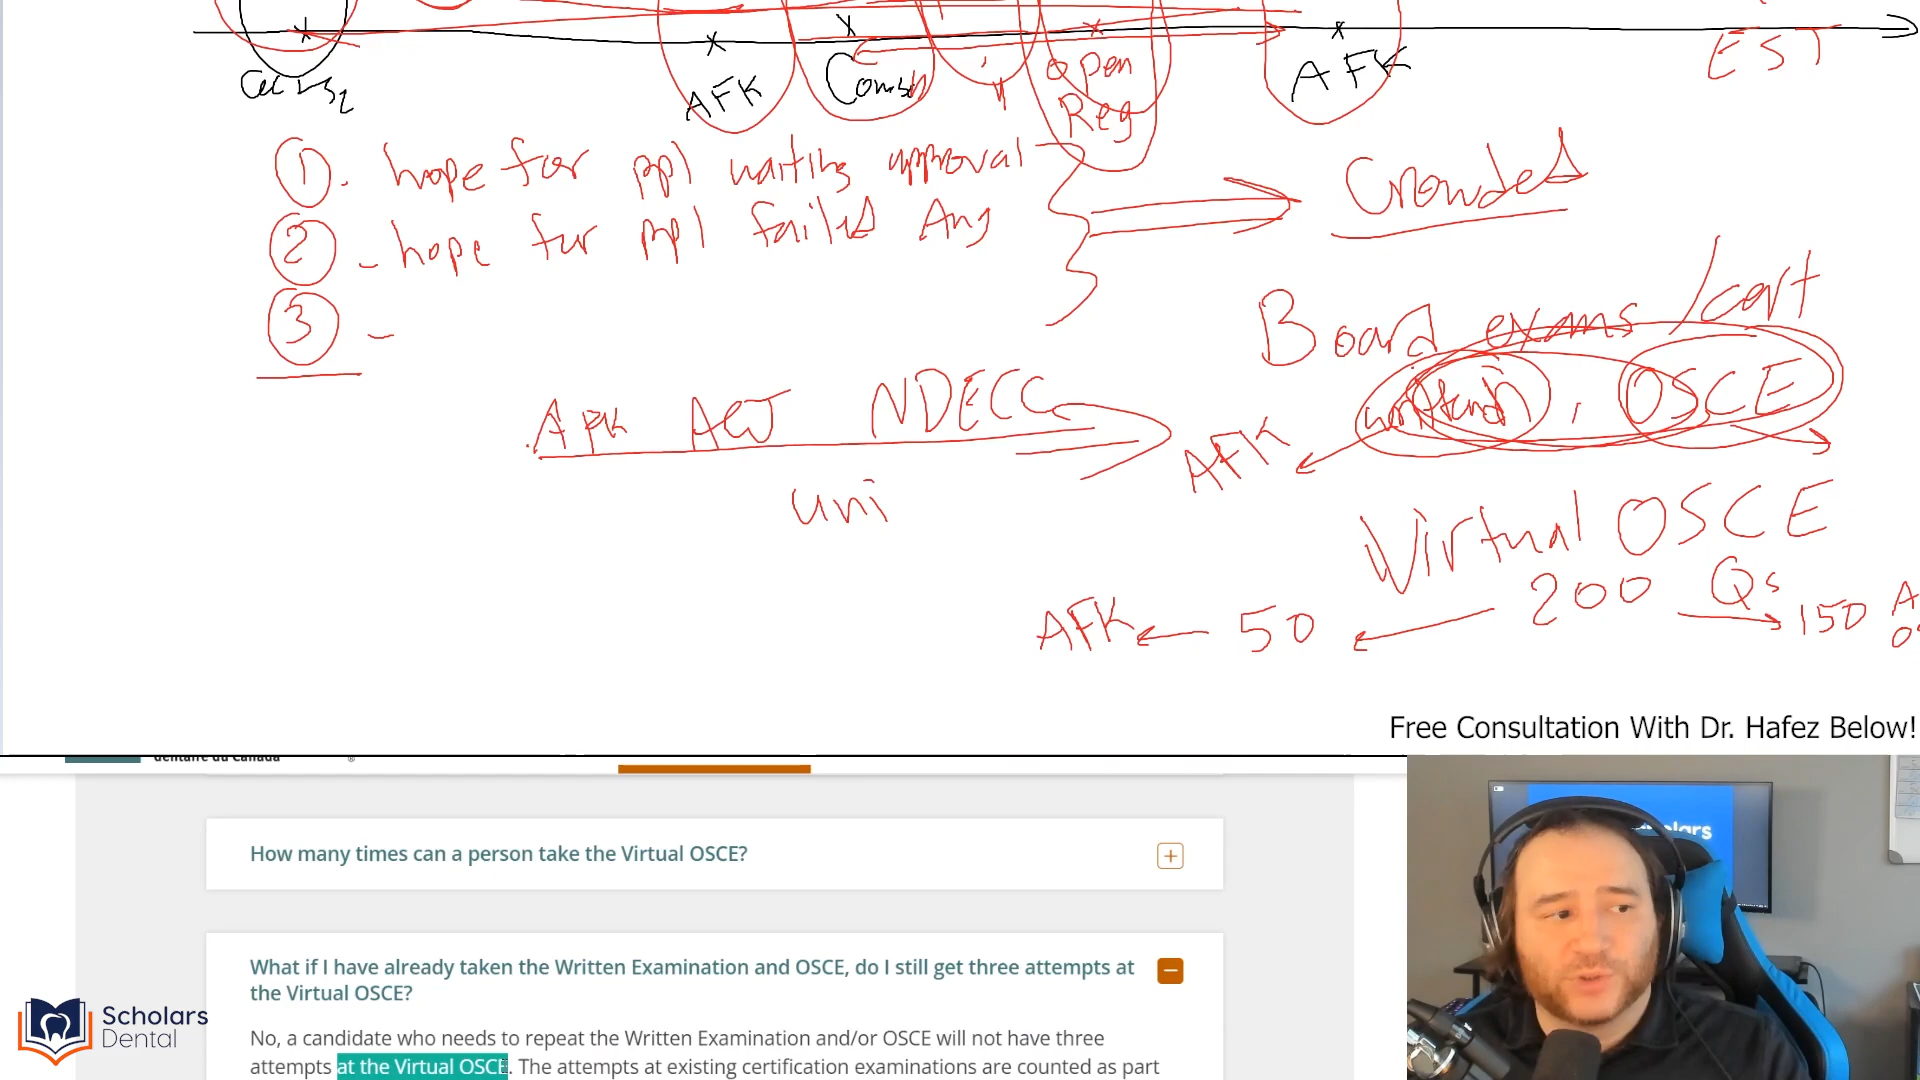 AFK
Open
Reg
AFK
EST
1. hope for ppl waiting approval
2 - hope for ppl failed Aug
3 -
Crowded
Board exams / cert
written, OSCE
AFK
AFK ACJ NDECC
uni
Virtual OSCE
200 Qs
AFK 50 150
Free Consultation With Dr. Hafez Below!
dentaire du Canada
How many times can a person take the Virtual OSCE?
What if I have already taken the Written Examination and OSCE, do I still get three attempts at
the Virtual OSCE?
No, a candidate who needs to repeat the Written Examination and/or OSCE will not have three
attempts at the Virtual OSCE. The attempts at existing certification examinations are counted as part
Scholars
Dental